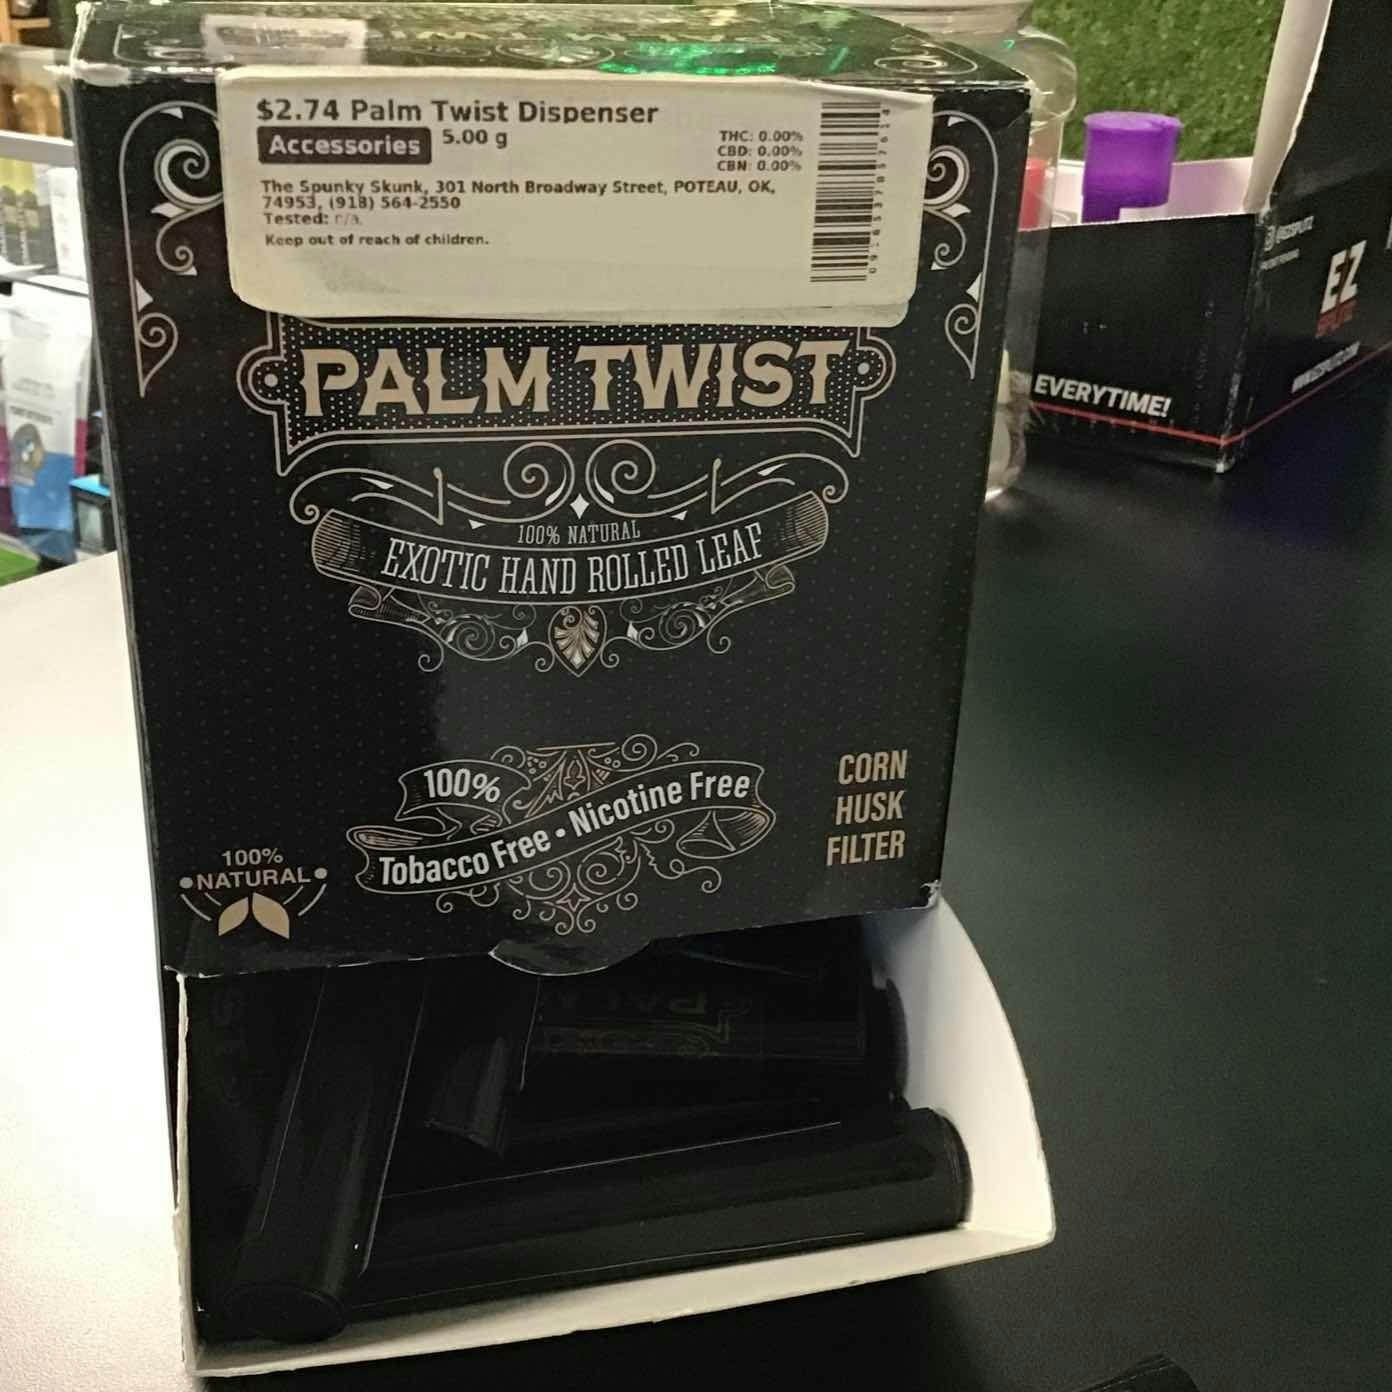 $2.74 Palm Twist Dispenser
Accessories 5.00 g
THC: 0.00%
CBD: 0.00%
CBN: 0.00%
The Spunky Skunk, 301 North Broadway Street, POTEAU, OK,
74953, (918) 564-2550
Tested: n/a
Keep out of reach of children.
PALM TWIST
100% NATURAL
EXOTIC HAND ROLLED LEAF
100%
Tobacco Free • Nicotine Free
CORN
HUSK
FILTER
100%
•NATURAL•
EZ
EVERYTIME!